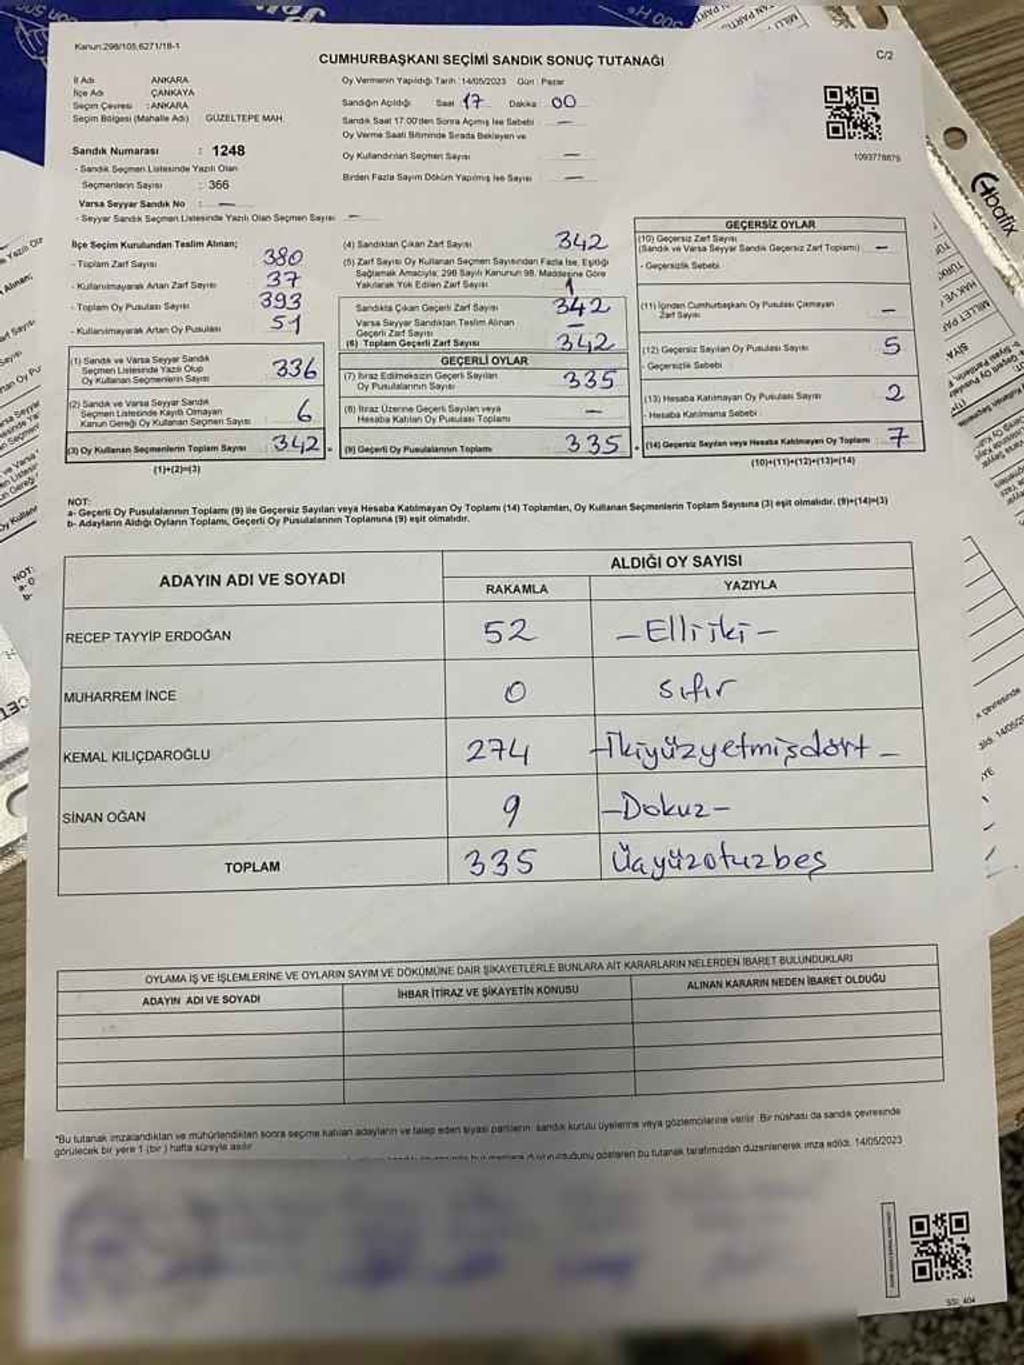 Kanun:298/105,6271/18-1
CUMHURBAŞKANI SEÇİMİ SANDIK SONUÇ TUTANAĞI
C/2
İl Adı ANKARA
İlçe Adı ÇANKAYA
Seçim Çevresi : ANKARA
Seçim Bölgesi (Mahalle Adı) GÜZELTEPE MAH.
Oy Vermenin Yapıldığı Tarih :14/05/2023 Gün : Pazar
Sandığın Açıldığı Saat 17 Dakika 00
Sandık Saat 17:00'den Sonra Açılmış İse Sebebi —
Oy Verme Saati Bitiminde Sırada Bekleyen ve
Oy Kullandırılan Seçmen Sayısı —
Birden Fazla Sayım Döküm Yapılmış İse Sayısı —
1093778879
Sandık Numarası : 1248
- Sandık Seçmen Listesinde Yazılı Olan
Seçmenlerin Sayısı : 366
Varsa Seyyar Sandık No : —
- Seyyar Sandık Seçmen Listesinde Yazılı Olan Seçmen Sayısı —
İlçe Seçim Kurulundan Teslim Alınan;
- Toplam Zarf Sayısı 380
- Kullanılmayarak Artan Zarf Sayısı 37
- Toplam Oy Pusulası Sayısı 393
- Kullanılmayarak Artan Oy Pusulası 51
(1) Sandık ve Varsa Seyyar Sandık
Seçmen Listesinde Yazılı Olup
Oy Kullanan Seçmenlerin Sayısı 336
(2) Sandık ve Varsa Seyyar Sandık
Seçmen Listesinde Kayıtlı Olmayan
Kanun Gereği Oy Kullanan Seçmen Sayısı 6
(3) Oy Kullanan Seçmenlerin Toplam Sayısı 342 =
(1)+(2)=(3)
(4) Sandıktan Çıkan Zarf Sayısı 342
(5) Zarf Sayısı Oy Kullanan Seçmen Sayısından Fazla İse, Eşitliği
Sağlamak Amacıyla; 298 Sayılı Kanunun 98. Maddesine Göre
Yakılarak Yok Edilen Zarf Sayısı
Sandıkta Çıkan Geçerli Zarf Sayısı 342
Varsa Seyyar Sandıktan Teslim Alınan
Geçerli Zarf Sayısı —
(6) Toplam Geçerli Zarf Sayısı 342
GEÇERLİ OYLAR
(7) İtiraz Edilmeksizin Geçerli Sayılan
Oy Pusulalarının Sayısı 335
(8) İtiraz Üzerine Geçerli Sayılan veya
Hesaba Katılan Oy Pusulası Toplamı —
(9) Geçerli Oy Pusulalarının Toplamı 335 +
GEÇERSİZ OYLAR
(10) Geçersiz Zarf Sayısı
(Sandık ve Varsa Seyyar Sandık Geçersiz Zarf Toplamı) —
- Geçersizlik Sebebi
(11) İçinden Cumhurbaşkanı Oy Pusulası Çıkmayan
Zarf Sayısı —
(12) Geçersiz Sayılan Oy Pusulası Sayısı 5
- Geçersizlik Sebebi
(13) Hesaba Katılmayan Oy Pusulası Sayısı 2
- Hesaba Katılmama Sebebi
(14) Geçersiz Sayılan veya Hesaba Katılmayan Oy Toplamı 7
(10)+(11)+(12)+(13)=(14)
NOT:
a- Geçerli Oy Pusulalarının Toplamı (9) ile Geçersiz Sayılan veya Hesaba Katılmayan Oy Toplamı (14) Toplamları, Oy Kullanan Seçmenlerin Toplam Sayısına (3) eşit olmalıdır. (9)+(14)=(3)
b- Adayların Aldığı Oyların Toplamı, Geçerli Oy Pusulalarının Toplamına (9) eşit olmalıdır.
ADAYIN ADI VE SOYADI
ALDIĞI OY SAYISI
RAKAMLA YAZIYLA
RECEP TAYYİP ERDOĞAN 52 -Elli iki-
MUHARREM İNCE 0 sıfır
KEMAL KILIÇDAROĞLU 274 -İkiyüzyetmişdört-
SİNAN OĞAN 9 -Dokuz-
TOPLAM 335 Üçyüzotuzbeş
OYLAMA İŞ VE İŞLEMLERİNE VE OYLARIN SAYIM VE DÖKÜMÜNE DAİR ŞİKAYETLERLE BUNLARA AİT KARARLARIN NELERDEN İBARET BULUNDUKLARI
ADAYIN ADI VE SOYADI İHBAR İTİRAZ VE ŞİKAYETİN KONUSU ALINAN KARARIN NEDEN İBARET OLDUĞU
*Bu tutanak imzalandıktan ve mühürlendikten sonra seçime katılan adayların ve talep eden siyasi partilerin; sandık kurulu üyelerine veya gözlemcilerine verilir. Bir nüshası da sandık çevresinde
görülecek bir yere 1 (bir) hafta süreyle asılır.
gösteren bu tutanak tarafımızdan düzenlenerek imza edildi. 14/05/2023
SSİ: 404
Abafix